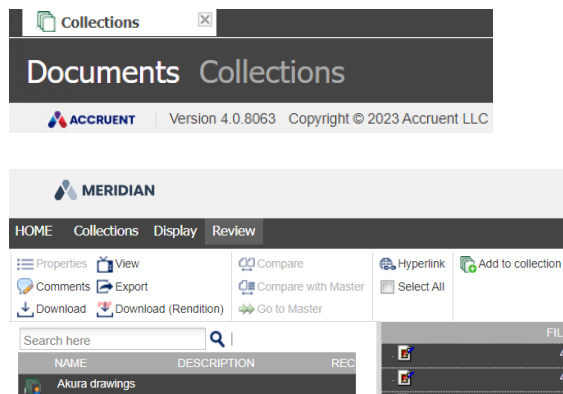 Collections
Documents Collections
ACCRUENT Version 4.0.8063 Copyright © 2023 Accruent LLC
MERIDIAN
HOME Collections Display Review
Properties View Compare Hyperlink Add to collection
Comments Export Compare with Master Select All
Download Download (Rendition) Go to Master
Search here
NAME DESCRIPTION REC FIL
Akura drawings